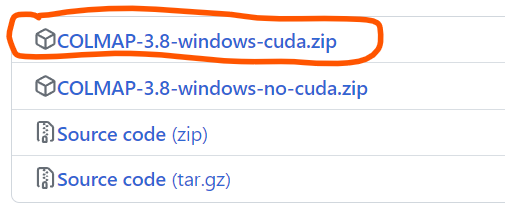 COLMAP-3.8-windows-cuda.zip
COLMAP-3.8-windows-no-cuda.zip
Source code (zip)
Source code (tar.gz)